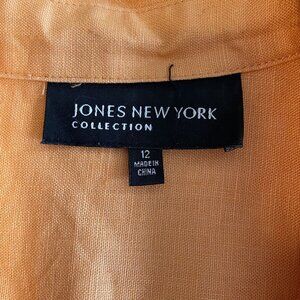 JONES NEW YORK
COLLECTION
12
MADE IN
CHINA